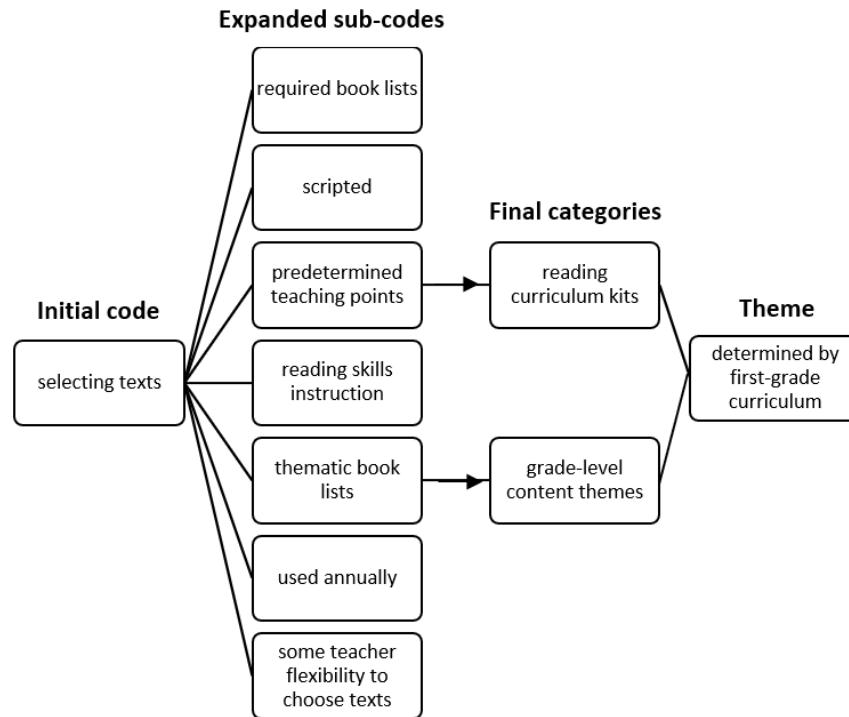 Expanded sub-codes
required book lists
scripted
predetermined
teaching points
reading skills
instruction
thematic book
lists
used annually
some teacher
flexibility to
choose texts
Initial code
selecting texts
Final categories
reading
curriculum kits
grade-level
content themes
Theme
determined by
first-grade
curriculum